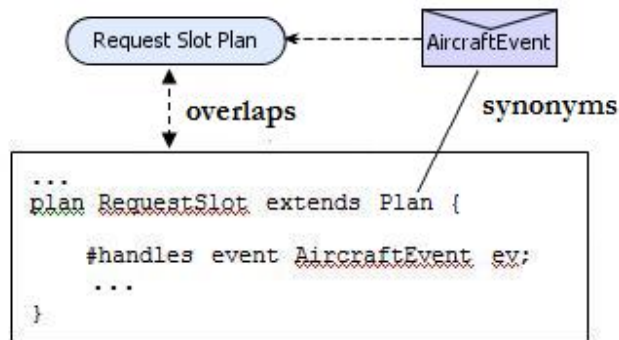 Request Slot Plan
AircraftEvent
overlaps
synonyms
...
plan RequestSlot extends Plan {
#handles event AircraftEvent ev;
...
}